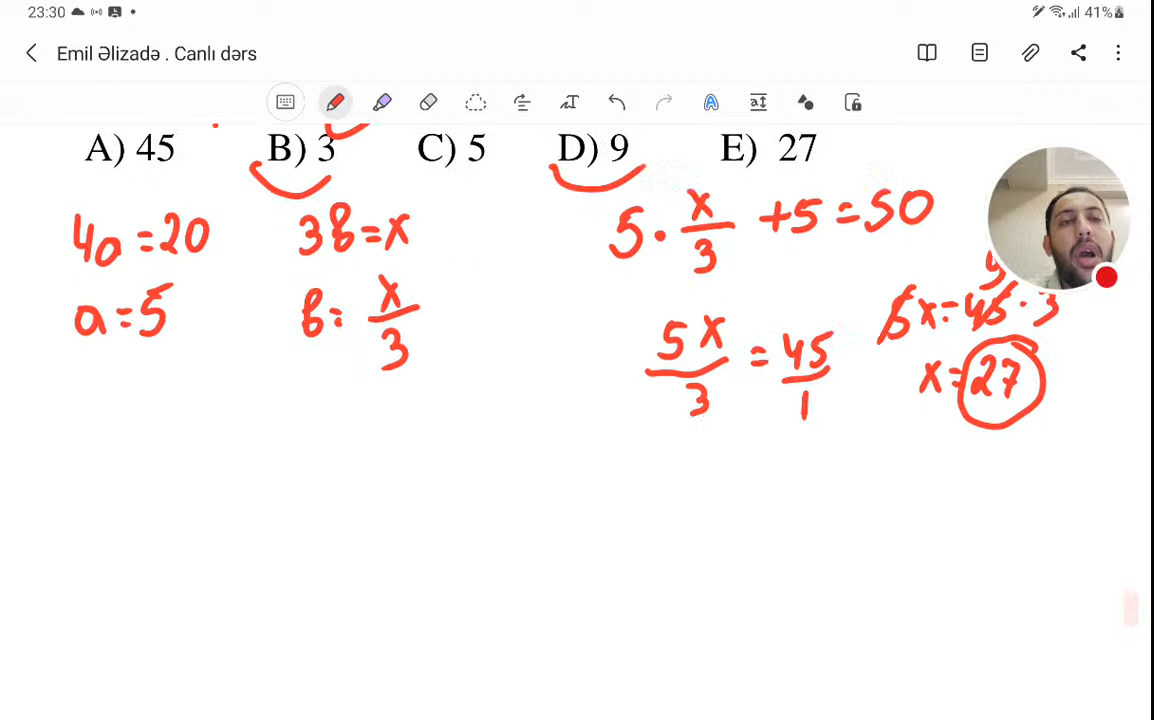 23:30 41%
Emil Əlizadə . Canlı dərs
A) 45 B) 3 C) 5 D) 9 E) 27
4a=20 3b=x 5·x/3+5=50
a=5 b=x/3 5x/3=45/1
5x=45·3
9
x=27